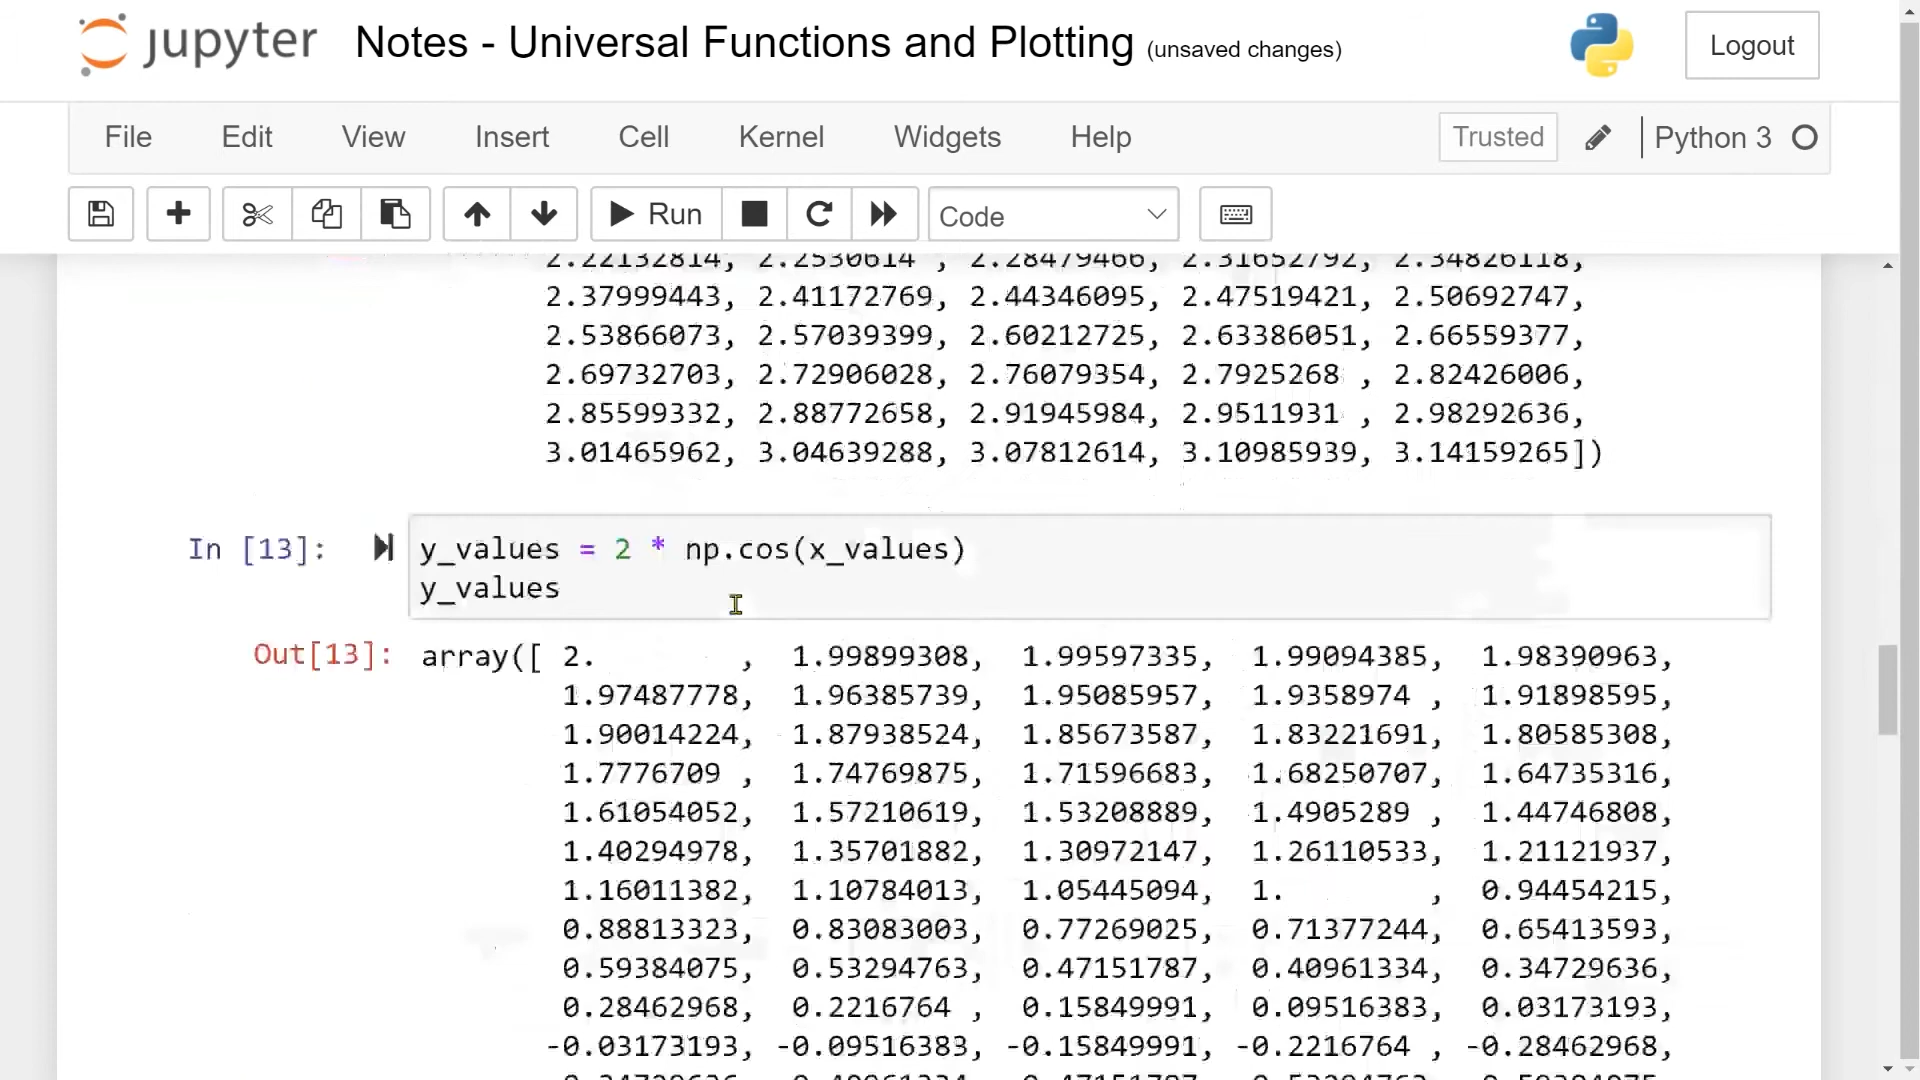 jupyter Notes - Universal Functions and Plotting (unsaved changes) Logout
File Edit View Insert Cell Kernel Widgets Help Trusted Python 3
Run Code
2.22132814, 2.2530614 , 2.28479466, 2.31652792, 2.34826118,
2.37999443, 2.41172769, 2.44346095, 2.47519421, 2.50692747,
2.53866073, 2.57039399, 2.60212725, 2.63386051, 2.66559377,
2.69732703, 2.72906028, 2.76079354, 2.7925268 , 2.82426006,
2.85599332, 2.88772658, 2.91945984, 2.9511931 , 2.98292636,
3.01465962, 3.04639288, 3.07812614, 3.10985939, 3.14159265])
In [13]: y_values = 2 * np.cos(x_values)
y_values
Out[13]: array([ 2. , 1.99899308, 1.99597335, 1.99094385, 1.98390963,
1.97487778, 1.96385739, 1.95085957, 1.9358974 , 1.91898595,
1.90014224, 1.87938524, 1.85673587, 1.83221691, 1.80585308,
1.7776709 , 1.74769875, 1.71596683, 1.68250707, 1.64735316,
1.61054052, 1.57210619, 1.53208889, 1.4905289 , 1.44746808,
1.40294978, 1.35701882, 1.30972147, 1.26110533, 1.21121937,
1.16011382, 1.10784013, 1.05445094, 1. , 0.94454215,
0.88813323, 0.83083003, 0.77269025, 0.71377244, 0.65413593,
0.59384075, 0.53294763, 0.47151787, 0.40961334, 0.34729636,
0.28462968, 0.2216764 , 0.15849991, 0.09516383, 0.03173193,
-0.03173193, -0.09516383, -0.15849991, -0.2216764 , -0.28462968,